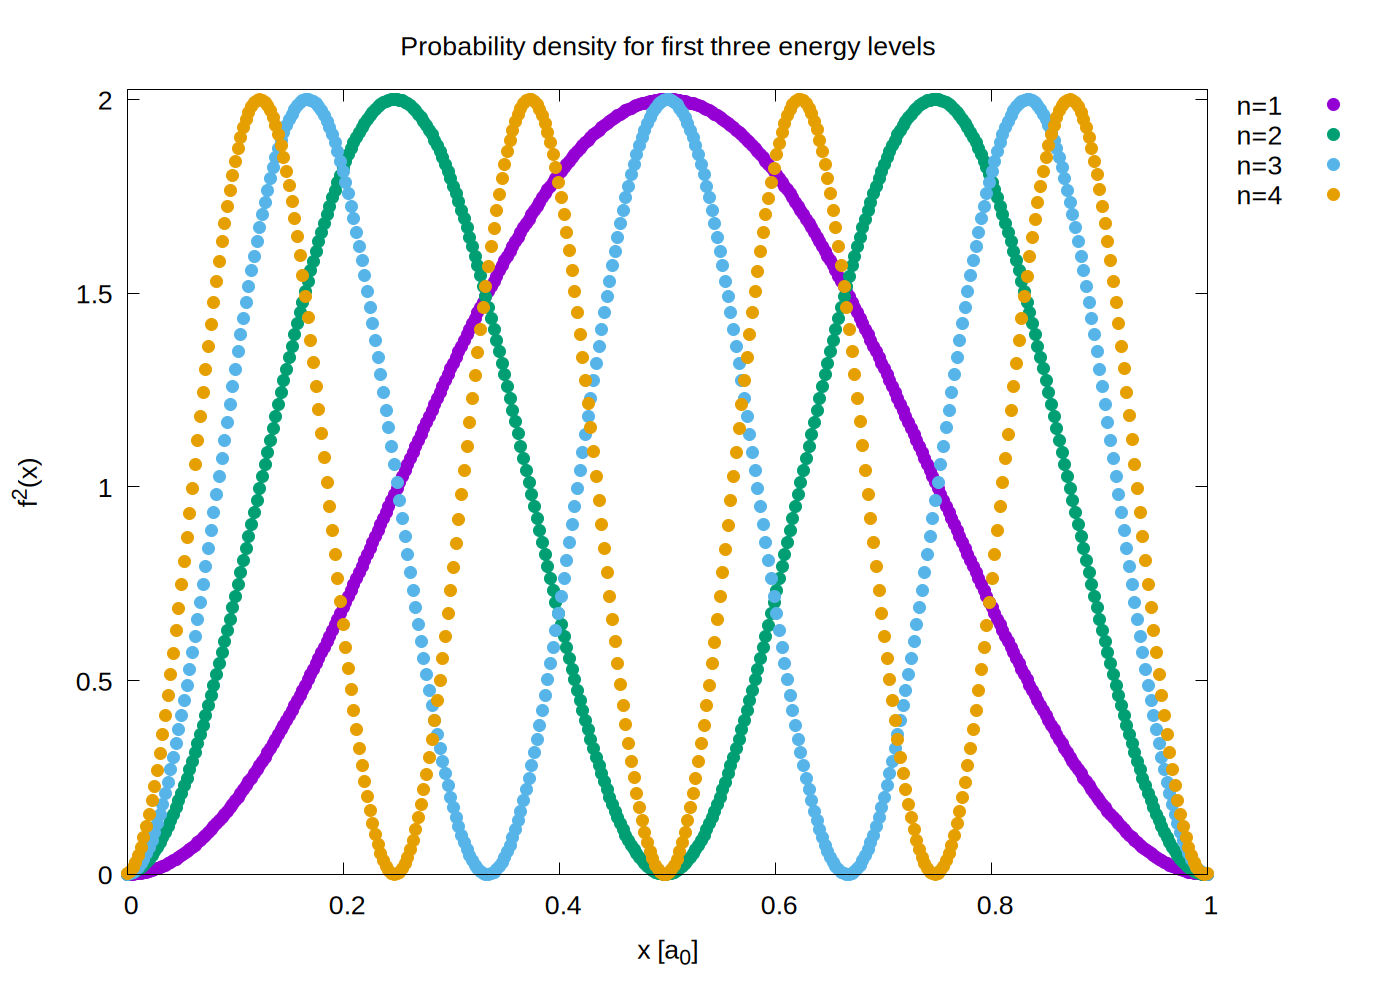 Probability density for first three energy levels
n=1
n=2
n=3
n=4
2
1.5
1
0.5
0
f²(x)
0 0.2 0.4 0.6 0.8 1
x [a₀]